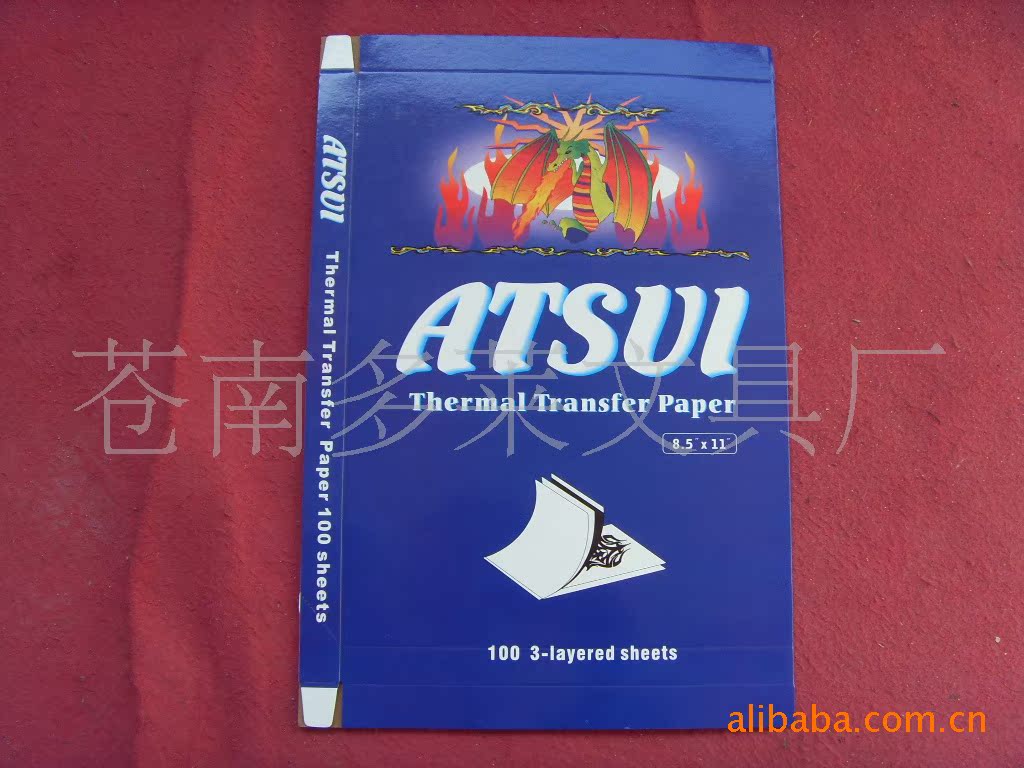 ATSUI
Thermal Transfer Paper
8.5" x 11"
100 3-layered sheets
ATSUI Thermal Transfer Paper 100 sheets
苍南多莱文具厂
alibaba.com.cn